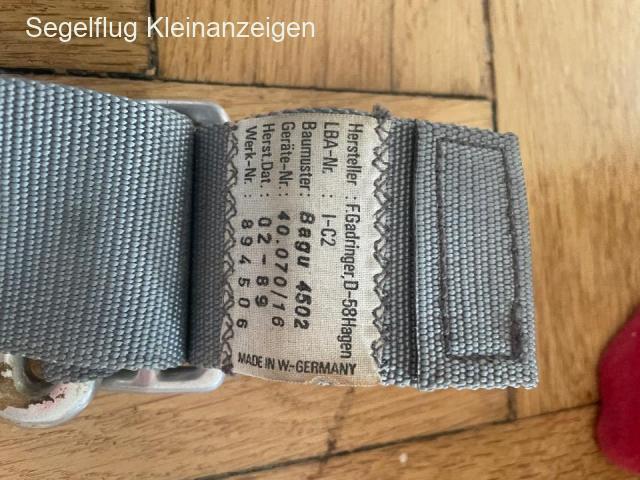 Segelflug Kleinanzeigen
Hersteller : F.Gadringer, D-58Hagen
LBA-Nr. : I-C2
Baumuster: Bagu 4502
Geräte-Nr.: 40.070/16
Herst.Dat.: 02-89
Werk-Nr. : 894506
MADE IN W.-GERMANY